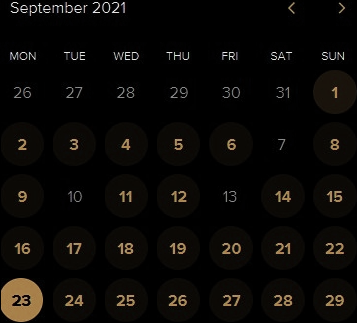 September 2021
MON TUE WED THU FRI SAT SUN
26 27 28 29 30 31 1
2 3 4 5 6 7 8
9 10 11 12 13 14 15
16 17 18 19 20 21 22
23 24 25 26 27 28 29